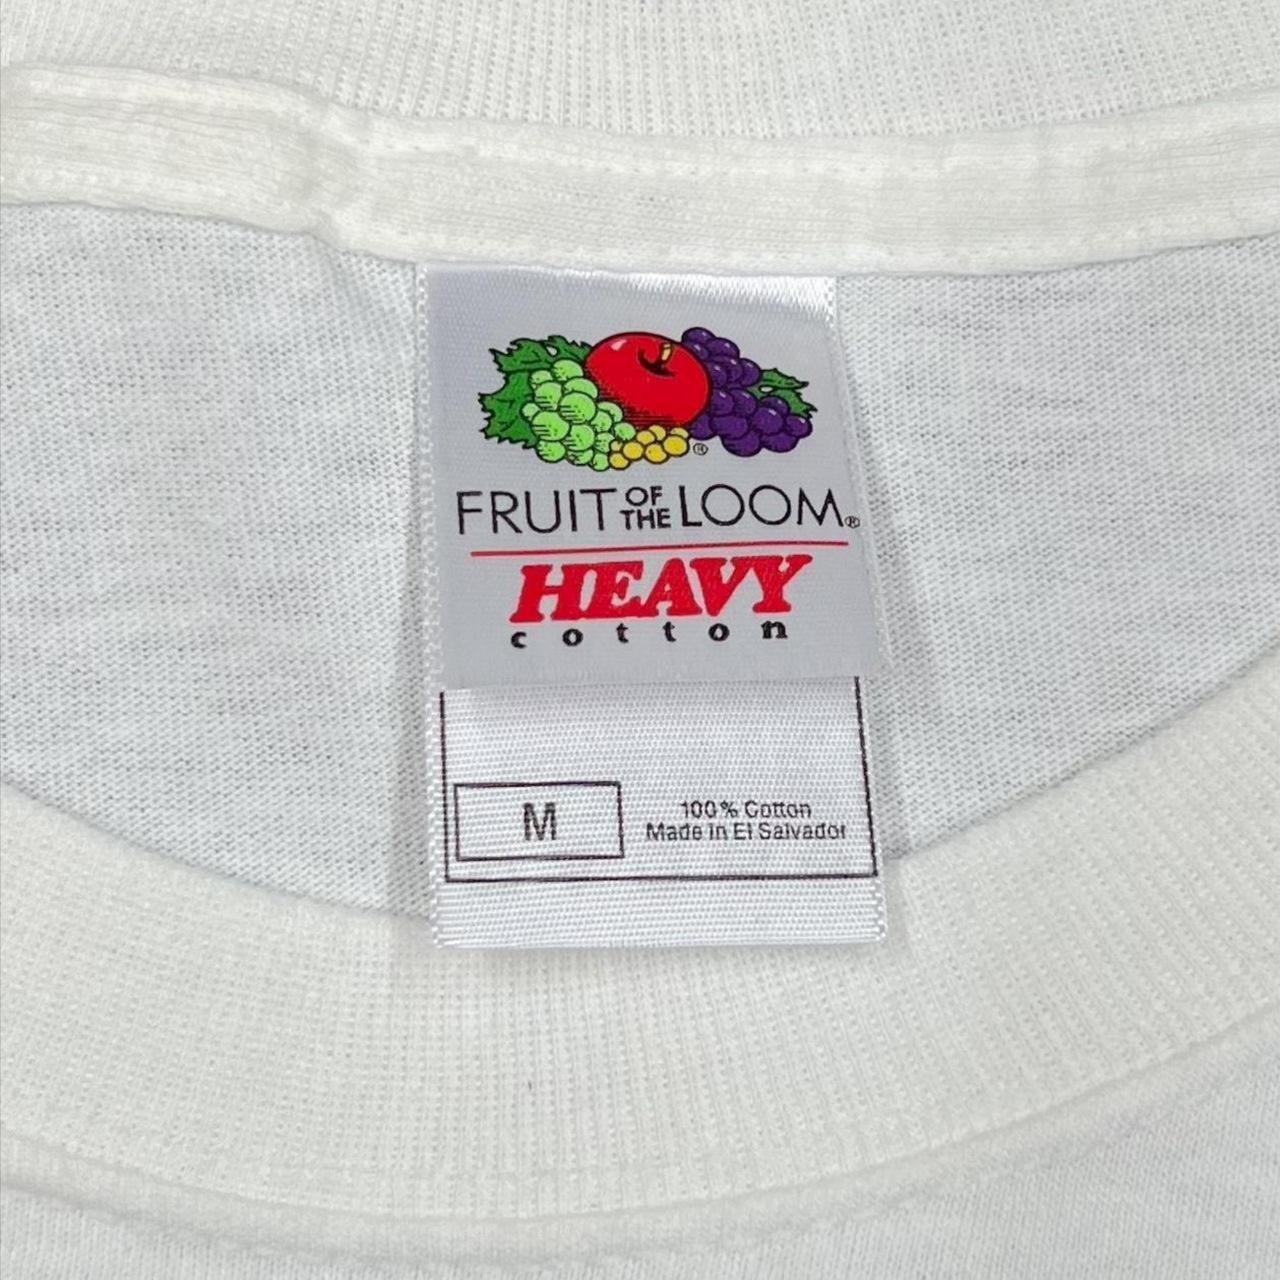 ®
FRUIT OF THE LOOM®
HEAVY
cotton
M
100% Cotton
Made in El Salvador